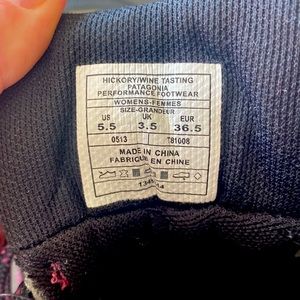 HICKORY/WINE TASTING
PATAGONIA
PERFORMANCE FOOTWEAR
WOMENS-FEMMES
SIZE-GRANDEUR
US UK EUR
5.5 3.5 36.5
0513 T81008
MADE IN CHINA
FABRIQUE EN CHINE